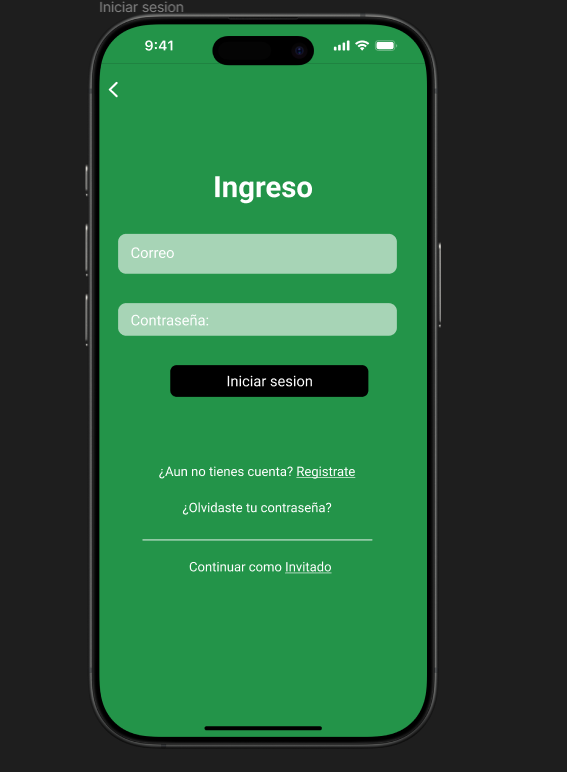 Iniciar sesion
9:41
Ingreso
Correo
Contraseña:
Iniciar sesion
¿Aun no tienes cuenta? Registrate
¿Olvidaste tu contraseña?
Continuar como Invitado